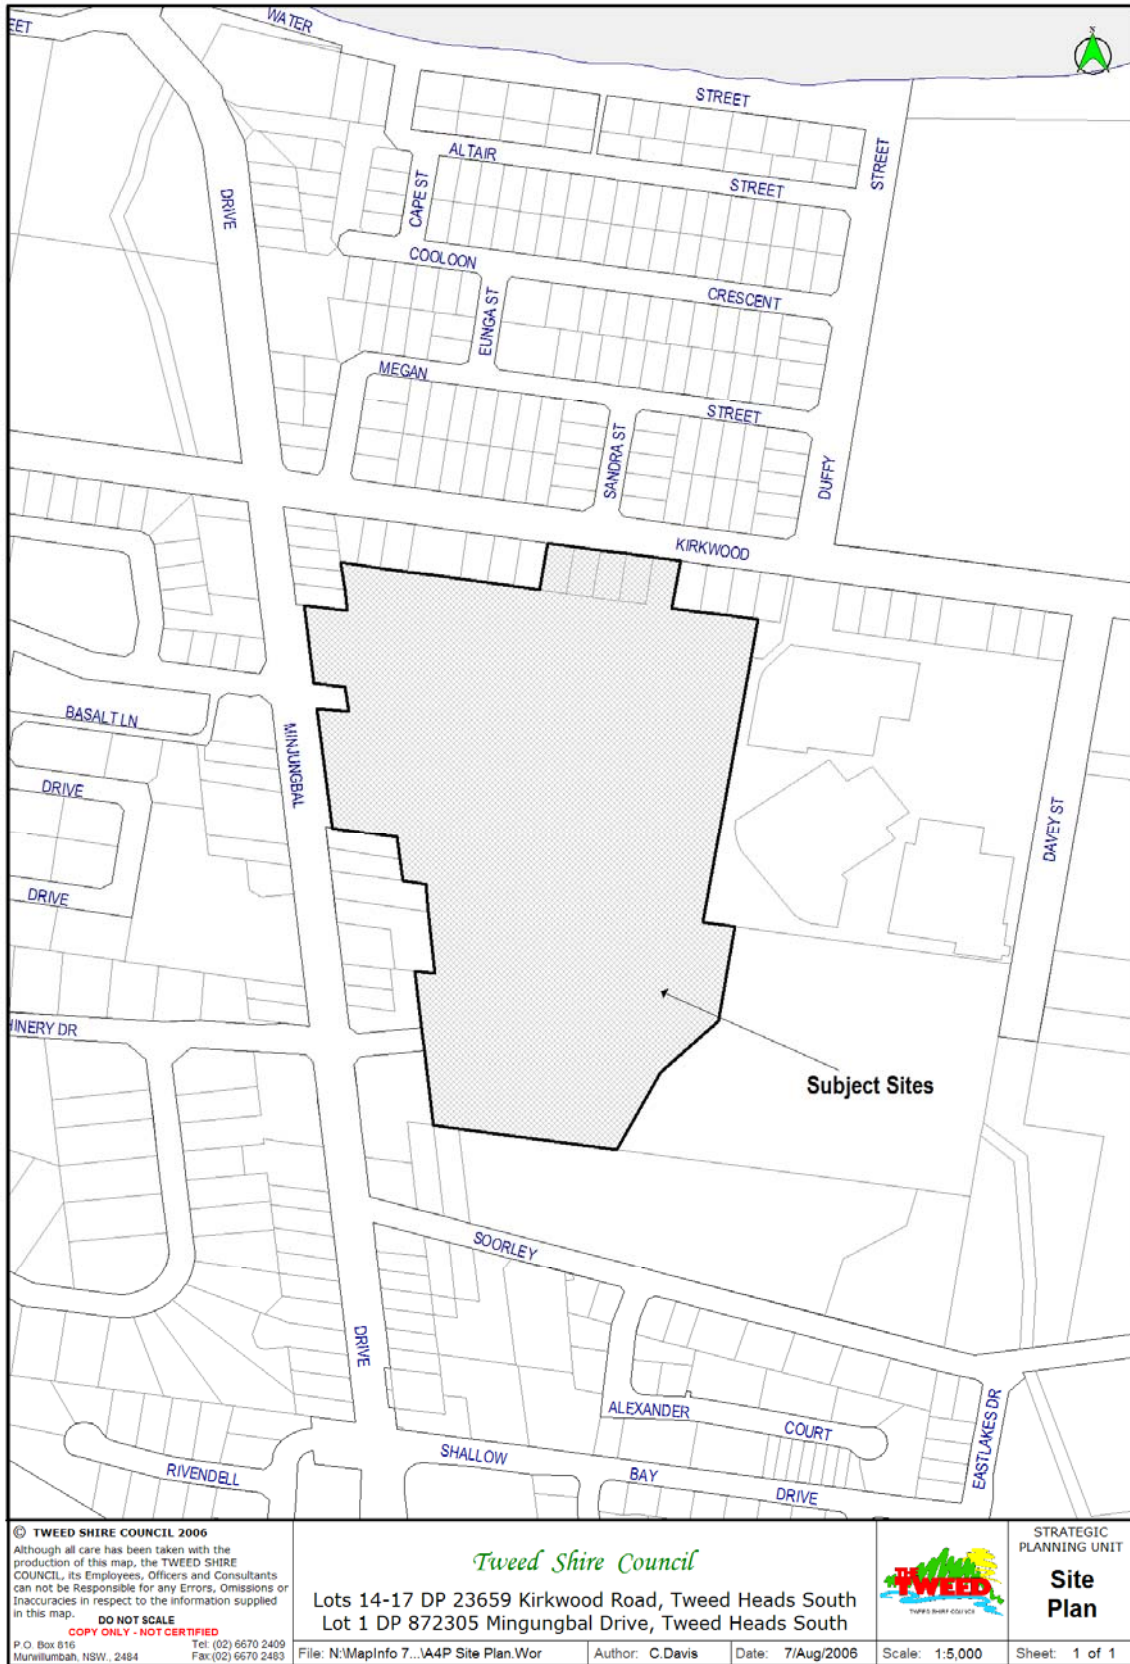 EET
WATER
N
STREET
ALTAIR
STREET
STREET
CAPE ST
DRIVE
COOLOON
CRESCENT
EUNGA ST
MEGAN
STREET
SANDRA ST
DUFFY
KIRKWOOD
BASALT LN
MINJUNGBAL
DRIVE
DAVEY ST
DRIVE
HINERY DR
Subject Sites
SOORLEY
DRIVE
ALEXANDER
COURT
EASTLAKES DR
SHALLOW
BAY
DRIVE
RIVENDELL
© TWEED SHIRE COUNCIL 2006
Although all care has been taken with the
production of this map, the TWEED SHIRE
COUNCIL, its Employees, Officers and Consultants
can not be Responsible for any Errors, Omissions or
Inaccuracies in respect to the information supplied
in this map.
DO NOT SCALE
COPY ONLY - NOT CERTIFIED
P.O. Box 816
Murwillumbah, NSW., 2484
Tel: (02) 6670 2409
Fax:(02) 6670 2483
Tweed Shire Council
Lots 14-17 DP 23659 Kirkwood Road, Tweed Heads South
Lot 1 DP 872305 Mingungbal Drive, Tweed Heads South
File: N:\MapInfo 7...\A4P Site Plan.Wor
Author: C.Davis
Date: 7/Aug/2006
THE TWEED
TWEED SHIRE COUNCIL
Scale: 1:5,000
STRATEGIC
PLANNING UNIT
Site
Plan
Sheet: 1 of 1